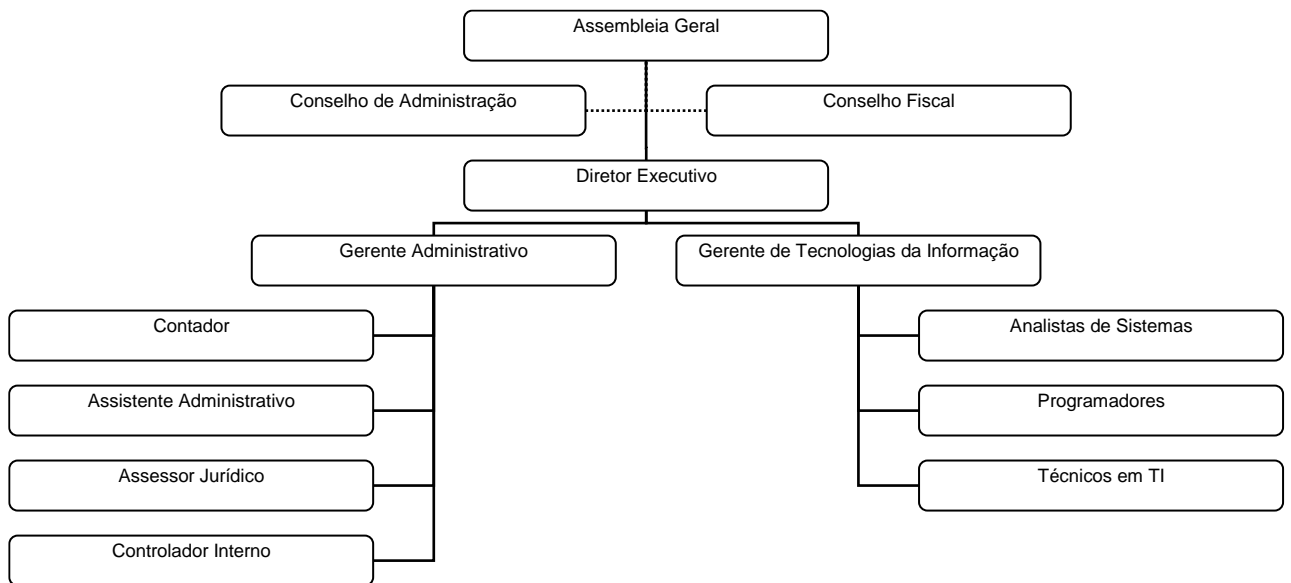 Assembleia Geral
Conselho de Administração
Conselho Fiscal
Diretor Executivo
Gerente Administrativo
Gerente de Tecnologias da Informação
Contador
Analistas de Sistemas
Assistente Administrativo
Programadores
Assessor Jurídico
Técnicos em TI
Controlador Interno